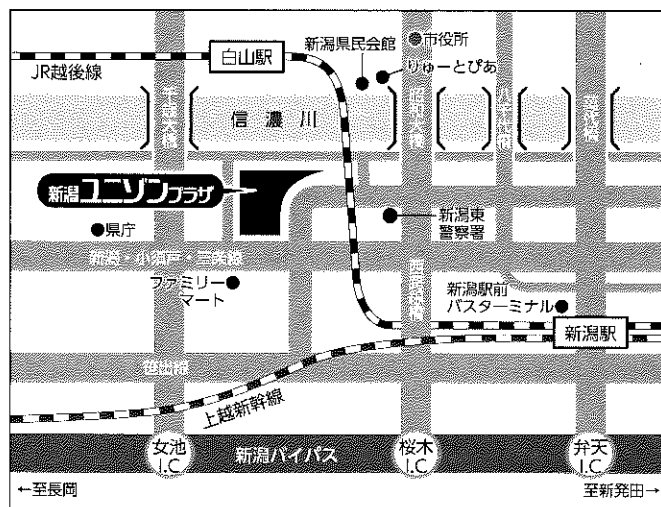 新潟県民会館
市役所
白山駅
りゅーとぴあ
JR越後線
千歳大橋
信濃川
昭和大橋
八千代橋
萬代橋
新潟ユニゾンプラザ
新潟東
警察署
県庁
新潟・小須戸・三条線
ファミリー
マート
新潟駅前
バスターミナル
新潟駅
笹出線
上越新幹線
女池
I.C
新潟バイパス
桜木
I.C
弁天
I.C
←至長岡
至新発田→